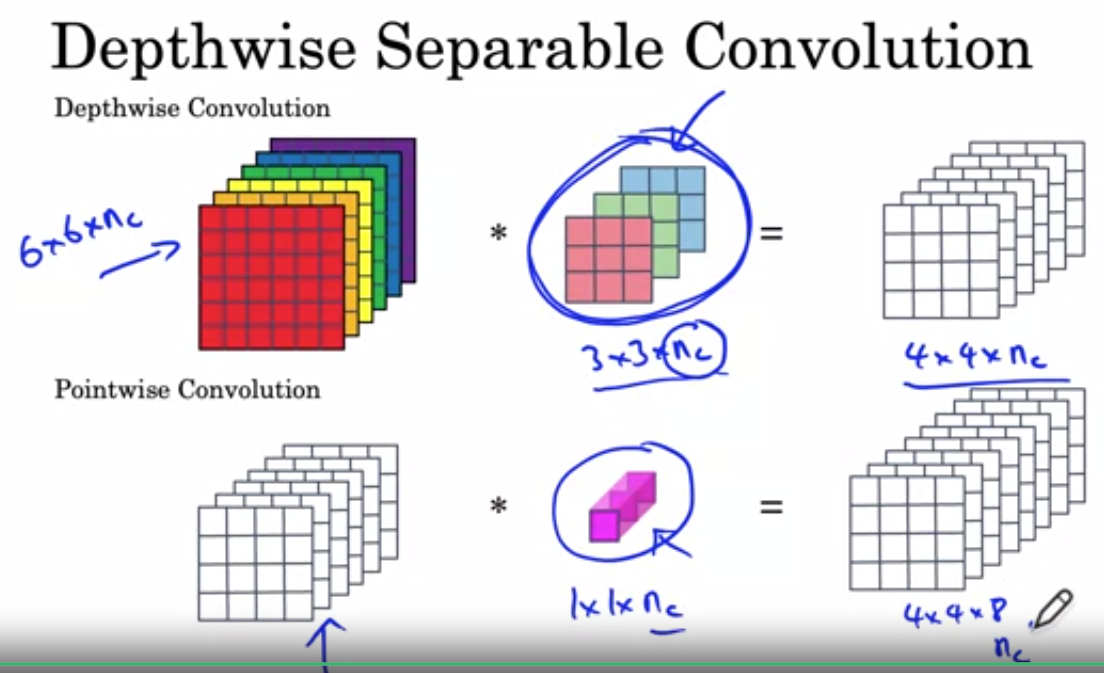 Depthwise Separable Convolution
Depthwise Convolution
6×6×nc
* =
3×3×nc
4×4×nc
Pointwise Convolution
* =
1×1×nc
4×4×8
nc